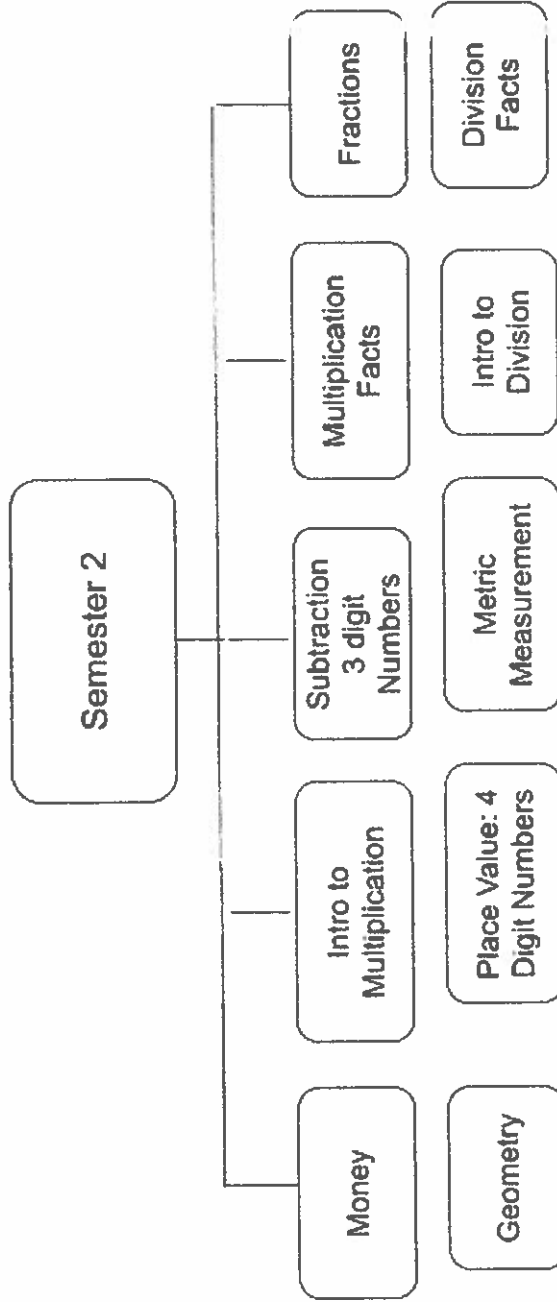 Semester 2
Money
Intro to
Multiplication
Subtraction
3 digit
Numbers
Multiplication
Facts
Fractions
Geometry
Place Value: 4
Digit Numbers
Metric
Measurement
Intro to
Division
Division
Facts